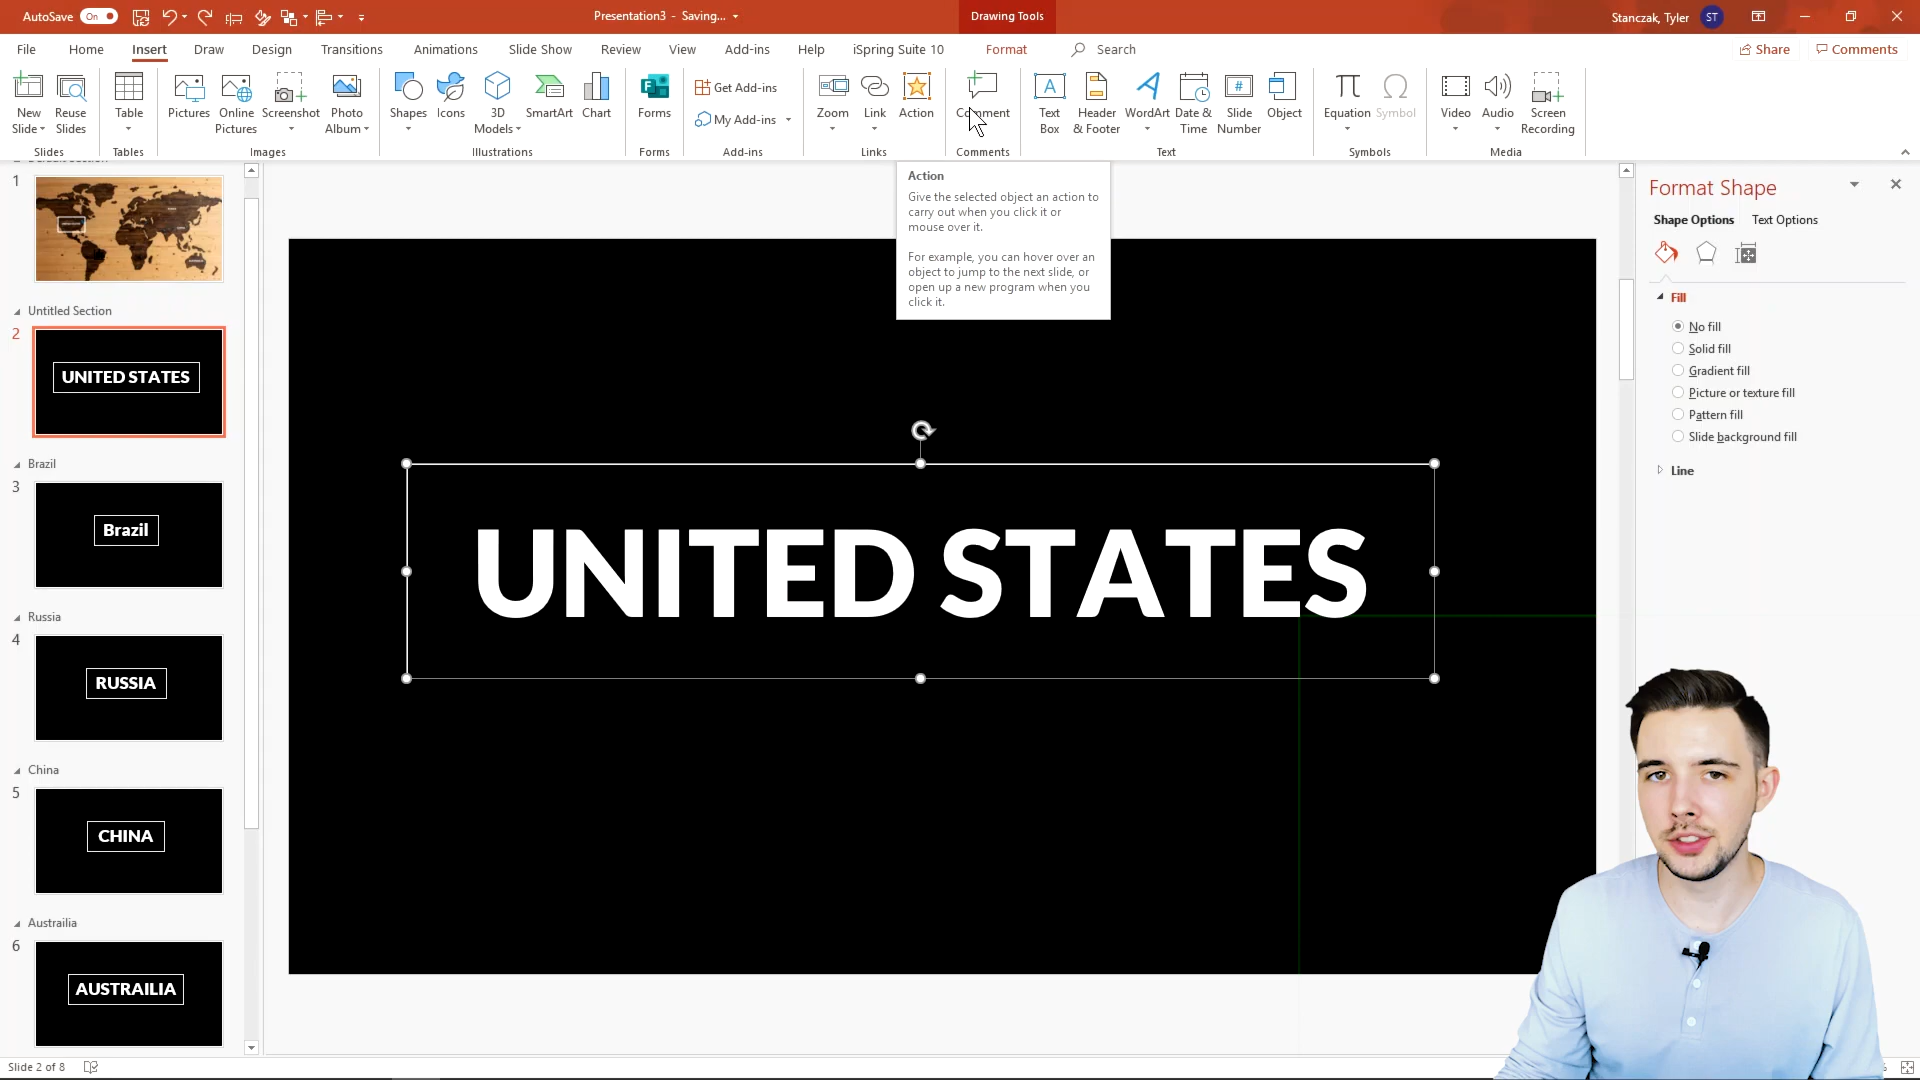 AutoSave On Presentation3 - Saving... Drawing Tools Stanczak, Tyler ST
File Home Insert Draw Design Transitions Animations Slide Show Review View Add-ins Help iSpring Suite 10 Format Search Share Comments
New Slide Reuse Slides Table Pictures Online Pictures Screenshot Photo Album Shapes Icons 3D Models SmartArt Chart Forms Get Add-ins My Add-ins Zoom Link Action Comment Text Box Header & Footer WordArt Date & Time Slide Number Object Equation Symbol Video Audio Screen Recording
Slides Tables Images Illustrations Forms Add-ins Links Comments Text Symbols Media
1
Untitled Section
2
UNITED STATES
Brazil
3
Brazil
Russia
4
RUSSIA
China
5
CHINA
Austrailia
6
AUSTRAILIA
Action
Give the selected object an action to
carry out when you click it or
mouse over it.
For example, you can hover over an
object to jump to the next slide, or
open up a new program when you
click it.
UNITED STATES
Format Shape
Shape Options Text Options
Fill
No fill
Solid fill
Gradient fill
Picture or texture fill
Pattern fill
Slide background fill
Line
Slide 2 of 8